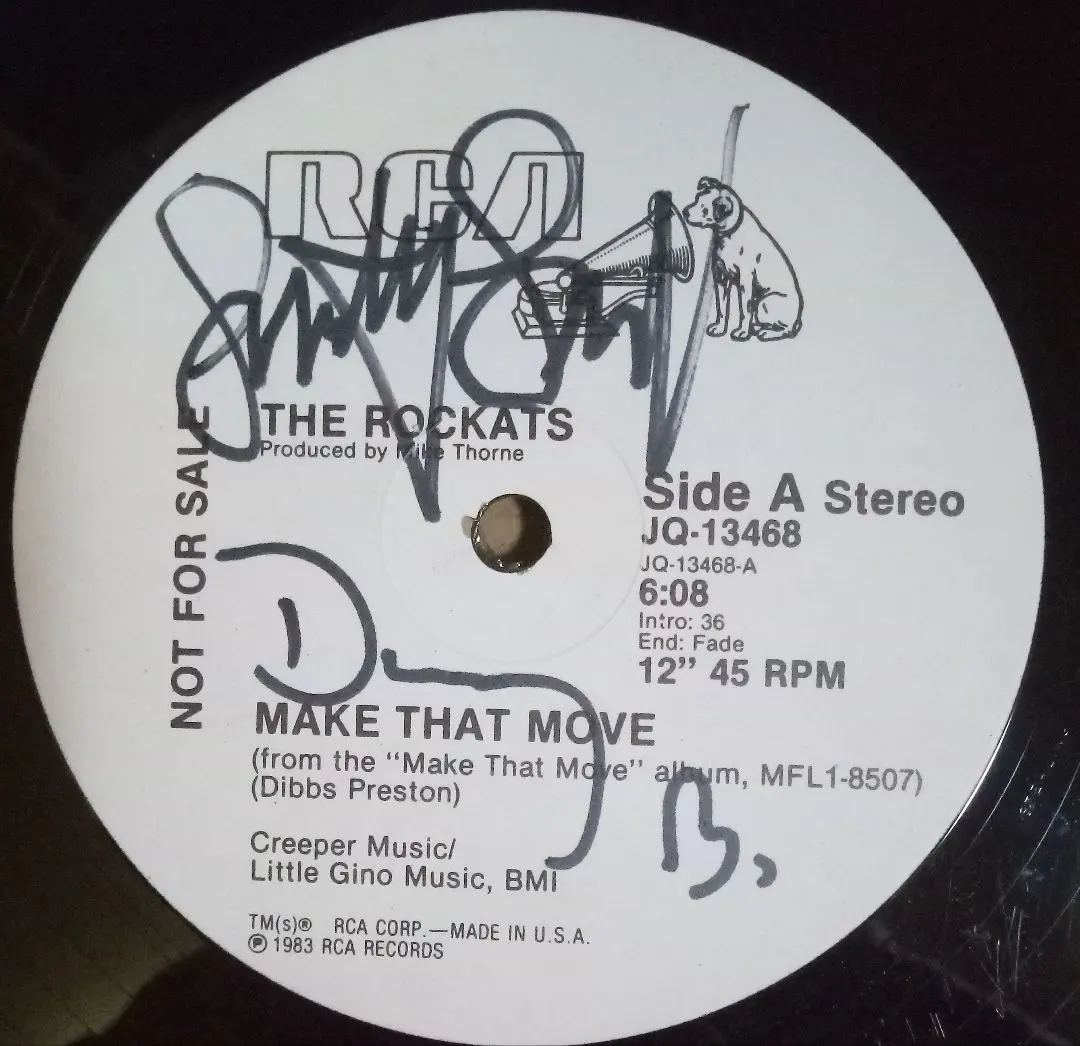 RCA
THE ROCKATS
Produced by Mike Thorne
NOT FOR SALE
Side A Stereo
JQ-13468
JQ-13468-A
6:08
Intro: 36
End: Fade
12” 45 RPM
MAKE THAT MOVE
(from the “Make That Move” album, MFL1-8507)
(Dibbs Preston)
Creeper Music/
Little Gino Music, BMI
TM(s)® RCA CORP.—MADE IN U.S.A.
℗ 1983 RCA RECORDS